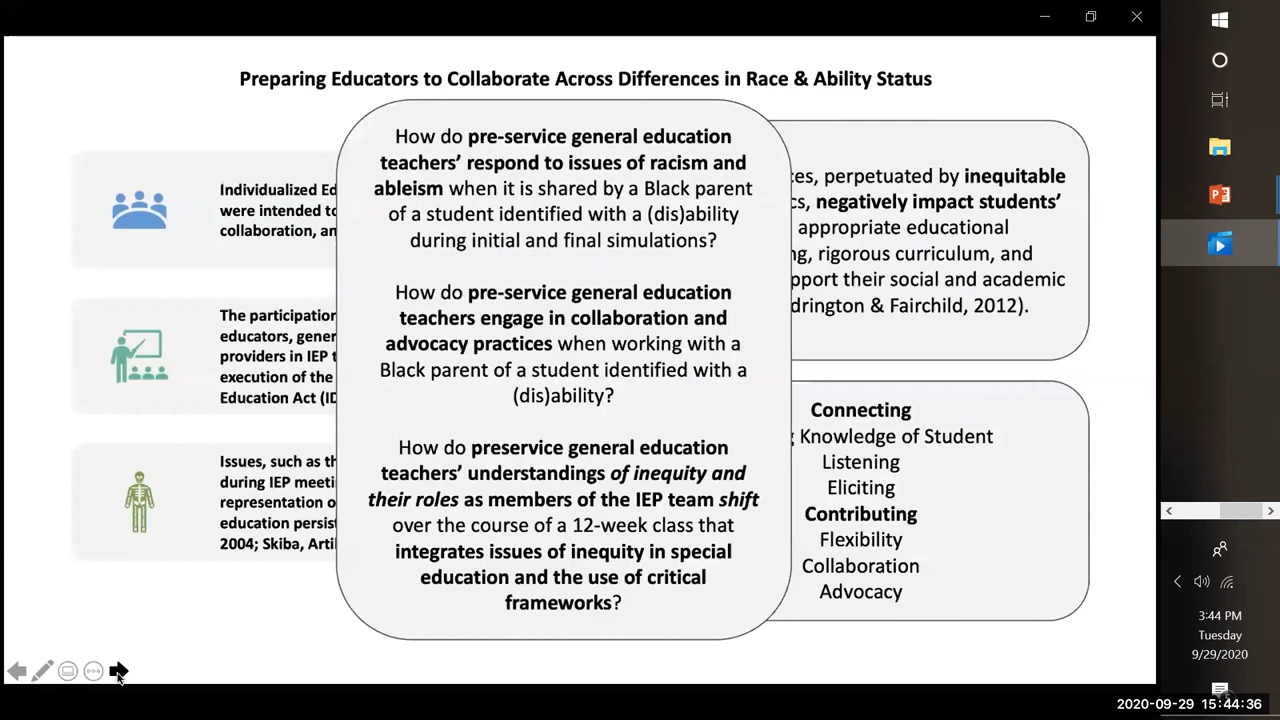 Preparing Educators to Collaborate Across Differences in Race & Ability Status
Individualized Ed
were intended to
collaboration, an
The participation
educators, gener
providers in IEP t
execution of the
Education Act (ID
Issues, such as th
during IEP meeti
representation o
education persist
2004; Skiba, Artil
How do pre-service general education
teachers’ respond to issues of racism and
ableism when it is shared by a Black parent
of a student identified with a (dis)ability
during initial and final simulations?
How do pre-service general education
teachers engage in collaboration and
advocacy practices when working with a
Black parent of a student identified with a
(dis)ability?
How do preservice general education
teachers’ understandings of inequity and
their roles as members of the IEP team shift
over the course of a 12-week class that
integrates issues of inequity in special
education and the use of critical
frameworks?
ces, perpetuated by inequitable
cs, negatively impact students’
appropriate educational
ng, rigorous curriculum, and
pport their social and academic
drington & Fairchild, 2012).
Connecting
g Knowledge of Student
Listening
Eliciting
Contributing
Flexibility
Collaboration
Advocacy
3:44 PM
Tuesday
9/29/2020
2020-09-29 15:44:36